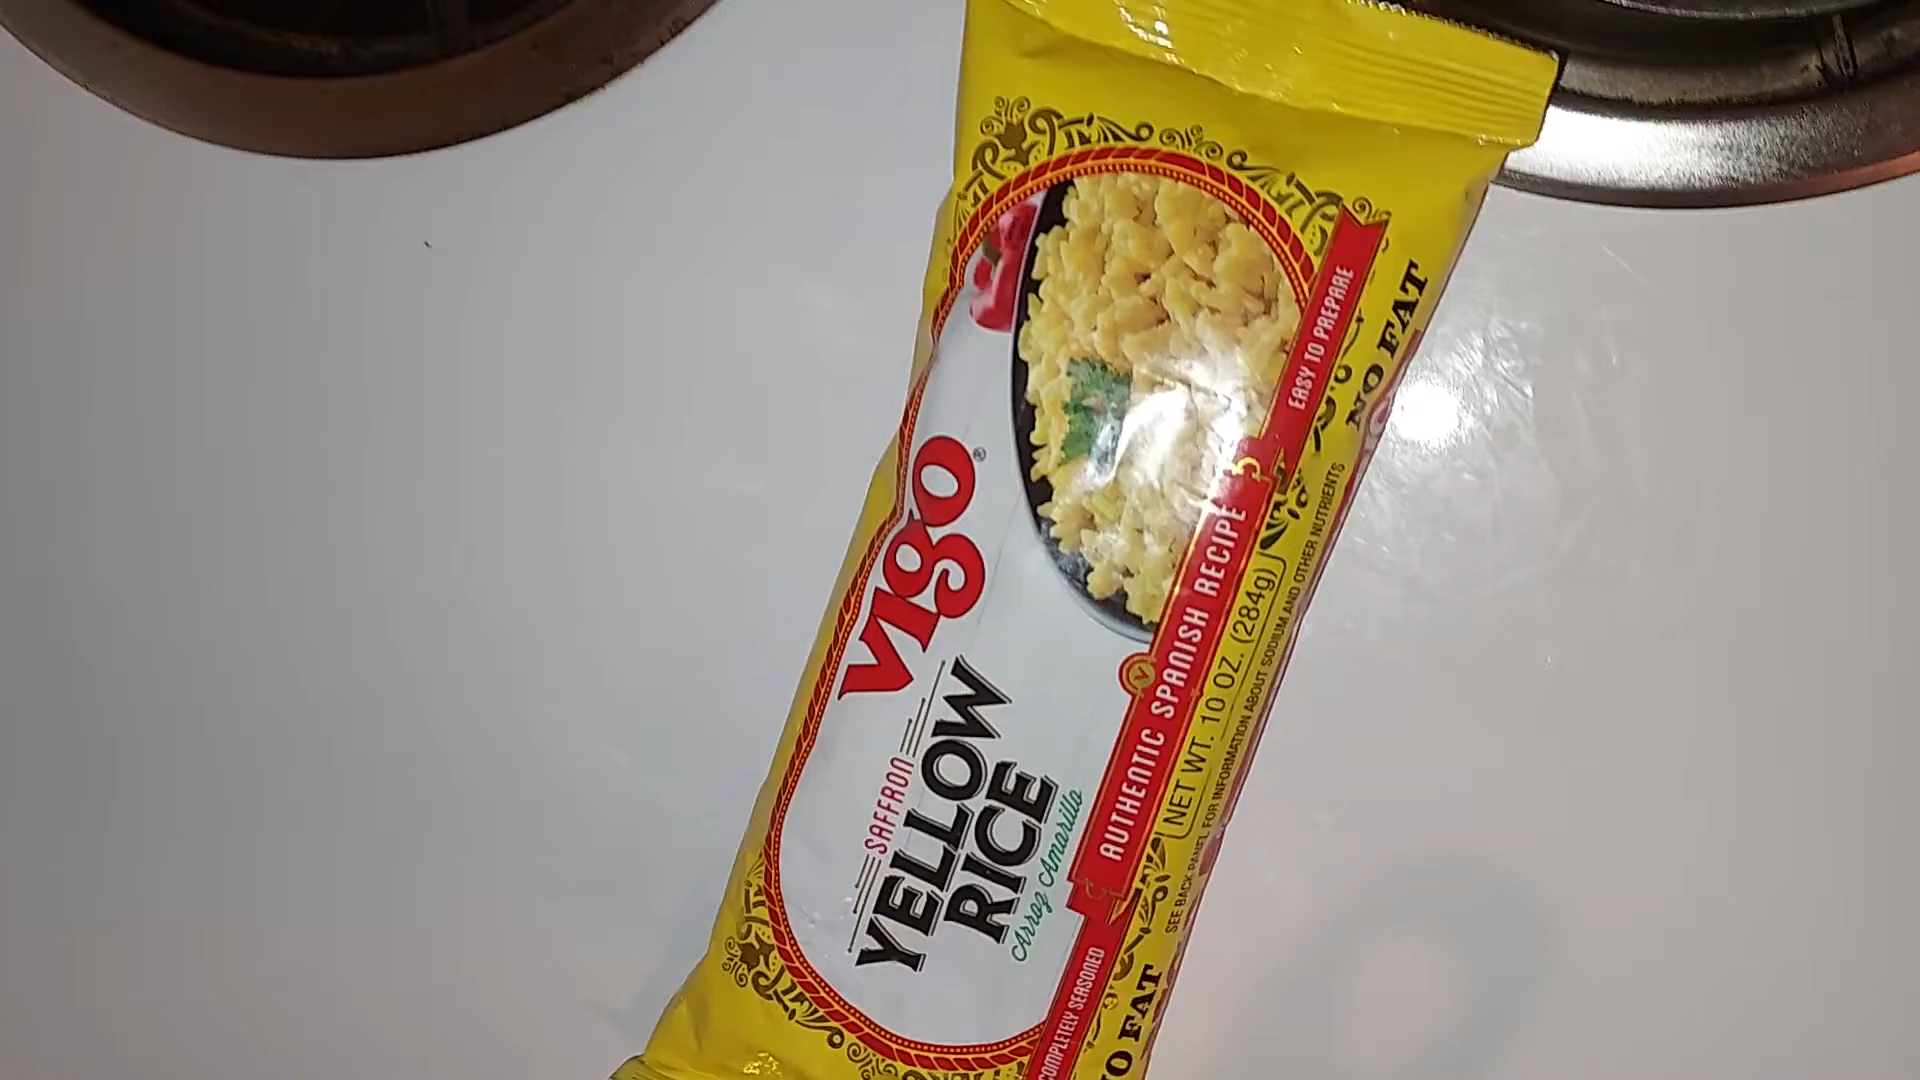 vigo®
SAFFRON
YELLOW
RICE
Arroz Amarillo
COMPLETELY SEASONED
V
AUTHENTIC SPANISH RECIPE
EASY TO PREPARE
NET WT. 10 OZ. (284g)
NO FAT
NO FAT
SEE BACK PANEL FOR INFORMATION ABOUT SODIUM AND OTHER NUTRIENTS